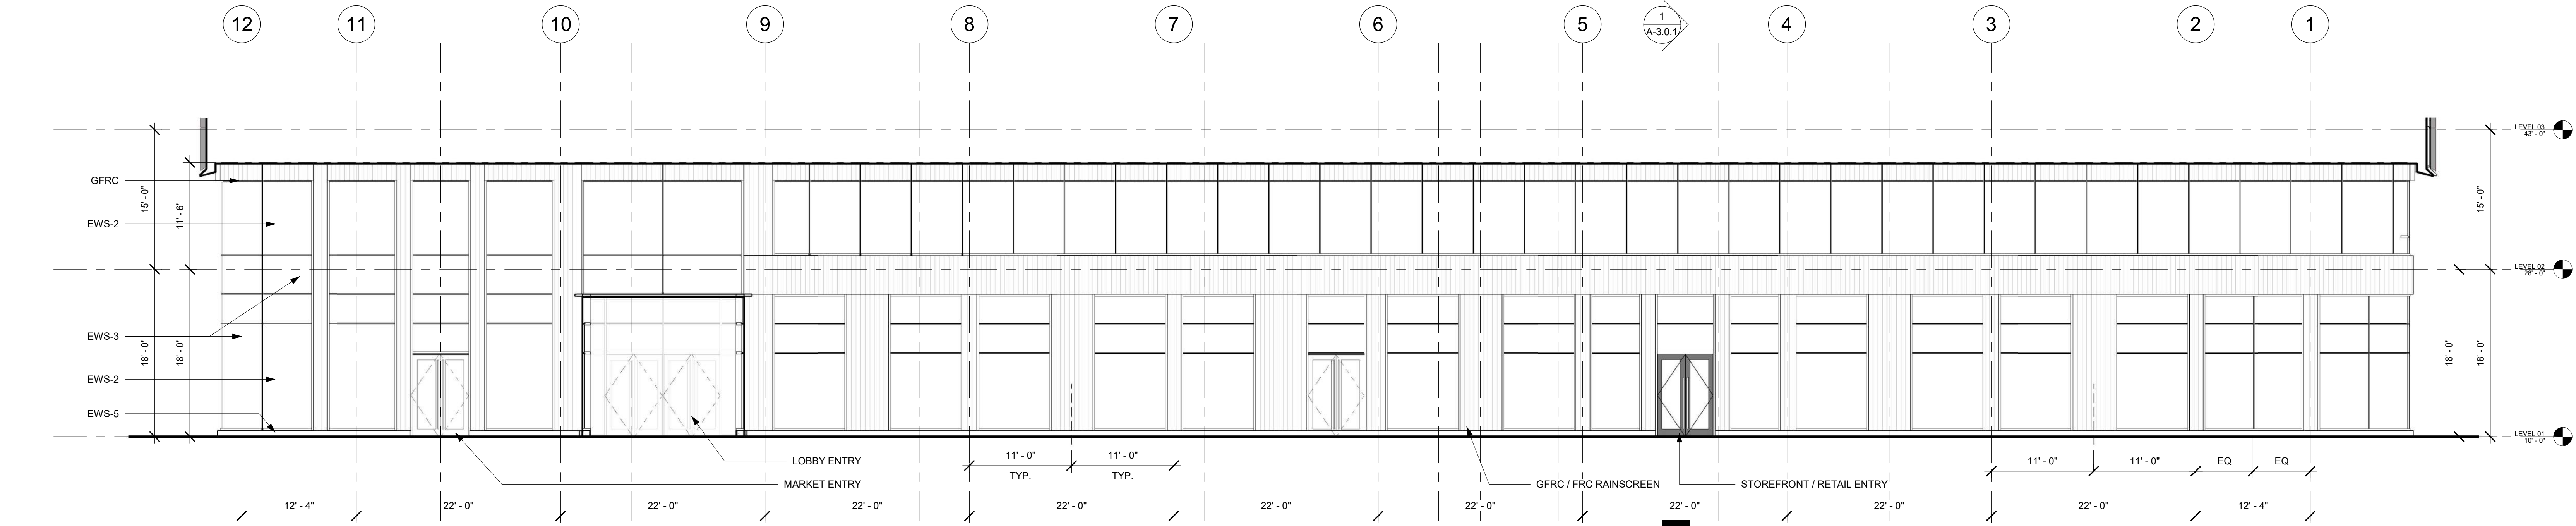 12 11 10 9 8 7 6 5 4 3 2 1
1
A-3.0.1
LEVEL 03
43' - 0"
GFRC
15' - 0"
11' - 6"
15' - 0"
EWS-2
LEVEL 02
28' - 0"
EWS-3
18' - 0"
18' - 0"
18' - 0"
18' - 0"
EWS-2
EWS-5
LEVEL 01
10' - 0"
LOBBY ENTRY
11' - 0"
11' - 0"
11' - 0"
11' - 0"
EQ
EQ
TYP.
TYP.
MARKET ENTRY
GFRC / FRC RAINSCREEN
STOREFRONT / RETAIL ENTRY
12' - 4"
22' - 0"
22' - 0"
22' - 0"
22' - 0"
22' - 0"
22' - 0"
22' - 0"
22' - 0"
22' - 0"
12' - 4"